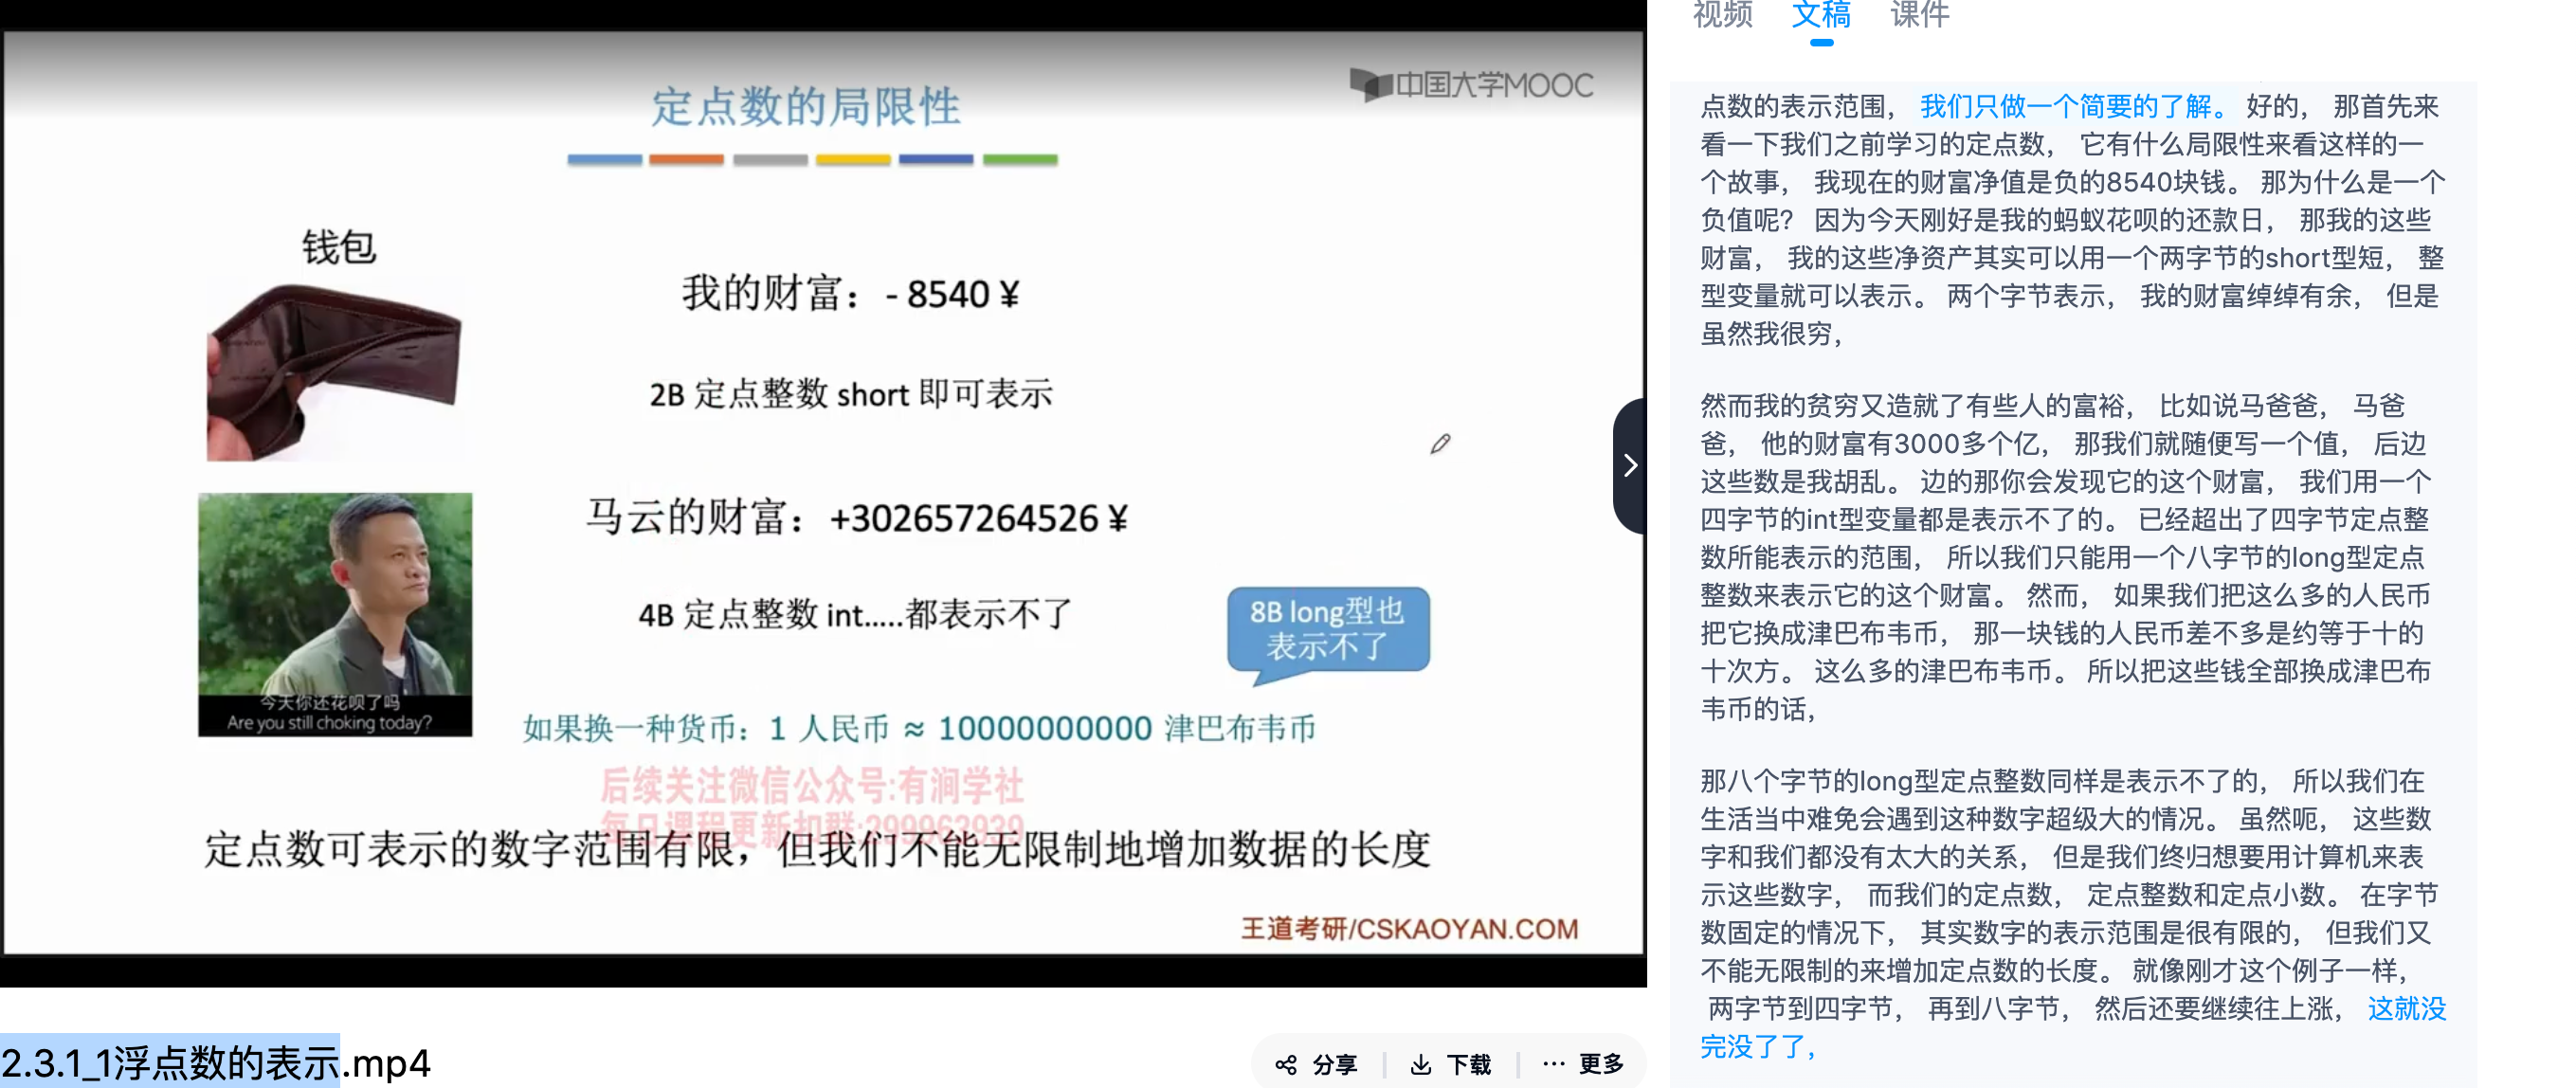 中国大学MOOC
定点数的局限性
钱包
我的财富：- 8540 ¥
2B 定点整数 short 即可表示
马云的财富：+302657264526 ¥
4B 定点整数 int.....都表示不了
8B long型也
表示不了
今天你还花呗了吗
Are you still choking today?
如果换一种货币：1 人民币 ≈ 10000000000 津巴布韦币
后续关注微信公众号:有涧学社
每日课程更新扣群:299963939
定点数可表示的数字范围有限，但我们不能无限制地增加数据的长度
王道考研/CSKAOYAN.COM
2.3.1_1浮点数的表示.mp4
分享
下载
更多
视频 文稿 课件
点数的表示范围， 我们只做一个简要的了解。 好的， 那首先来
看一下我们之前学习的定点数， 它有什么局限性来看这样的一
个故事， 我现在的财富净值是负的8540块钱。 那为什么是一个
负值呢？ 因为今天刚好是我的蚂蚁花呗的还款日， 那我的这些
财富， 我的这些净资产其实可以用一个两字节的short型短， 整
型变量就可以表示。 两个字节表示， 我的财富绰绰有余， 但是
虽然我很穷，
然而我的贫穷又造就了有些人的富裕， 比如说马爸爸， 马爸
爸， 他的财富有3000多个亿， 那我们就随便写一个值， 后边
这些数是我胡乱。 边的那你会发现它的这个财富， 我们用一个
四字节的int型变量都是表示不了的。 已经超出了四字节定点整
数所能表示的范围， 所以我们只能用一个八字节的long型定点
整数来表示它的这个财富。 然而， 如果我们把这么多的人民币
把它换成津巴布韦币， 那一块钱的人民币差不多是约等于十的
十次方。 这么多的津巴布韦币。 所以把这些钱全部换成津巴布
韦币的话，
那八个字节的long型定点整数同样是表示不了的， 所以我们在
生活当中难免会遇到这种数字超级大的情况。 虽然呃， 这些数
字和我们都没有太大的关系， 但是我们终归想要用计算机来表
示这些数字， 而我们的定点数， 定点整数和定点小数。 在字节
数固定的情况下， 其实数字的表示范围是很有限的， 但我们又
不能无限制的来增加定点数的长度。 就像刚才这个例子一样，
两字节到四字节， 再到八字节， 然后还要继续往上涨， 这就没
完没了了，